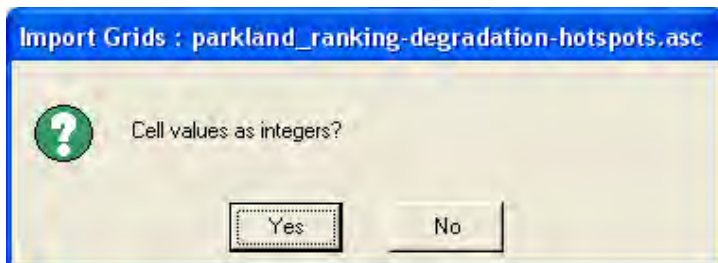 Import Grids : parkland_ranking-degradation-hotspots.asc
Cell values as integers?
Yes No